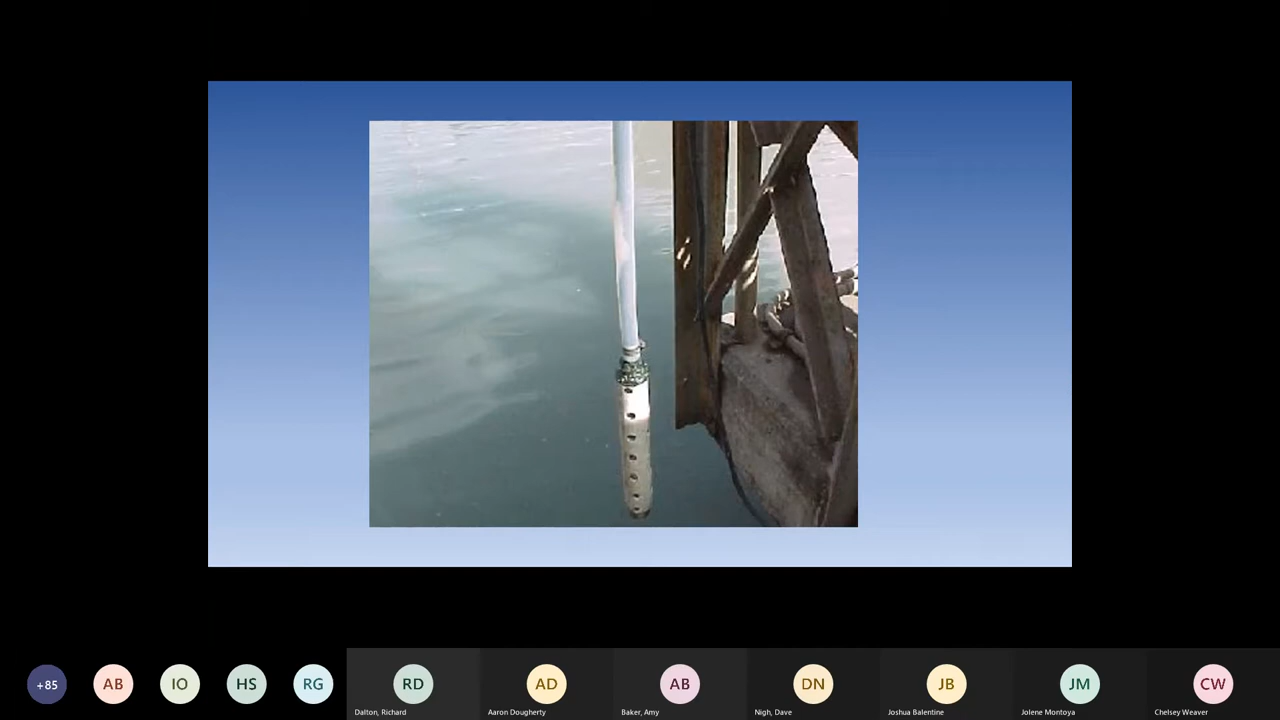 +85
AB
IO
HS
RG
RD
AD
AB
DN
JB
JM
CW
Dalton, Richard
Aaron Dougherty
Baker, Amy
Nigh, Dave
Joshua Balentine
Jolene Montoya
Chelsey Weaver